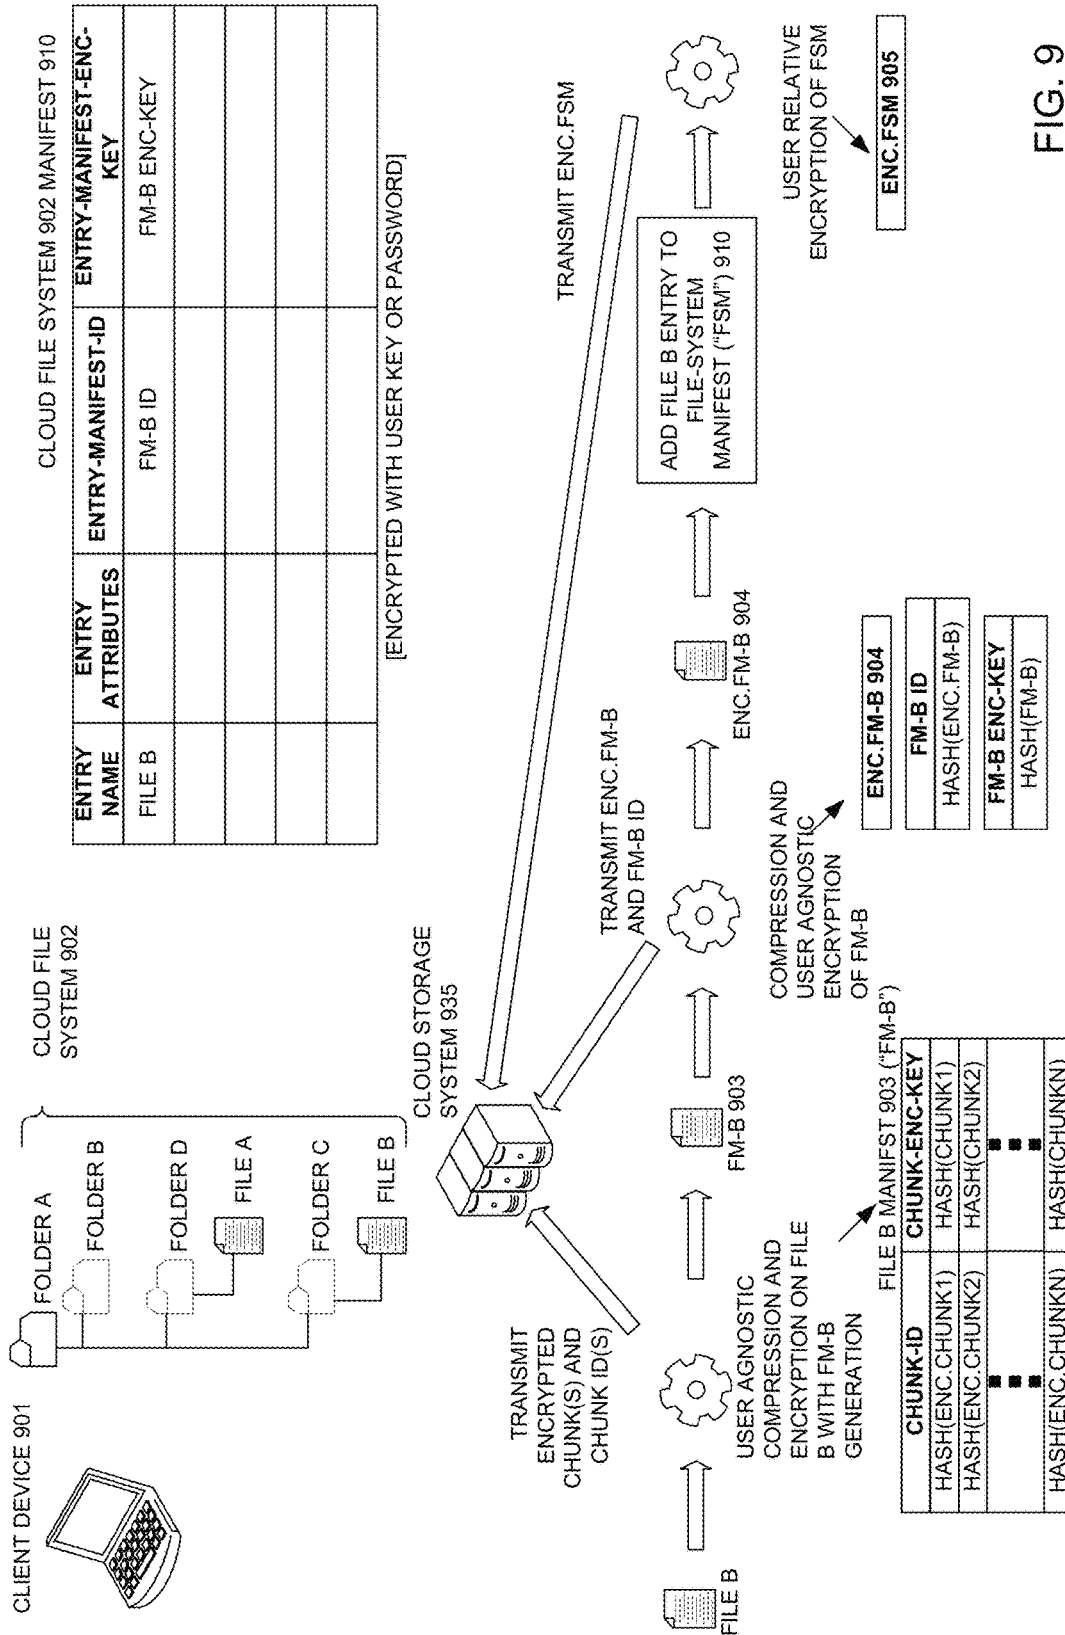 CLIENT DEVICE 901
FOLDER A
FOLDER B
FOLDER D
FILE A
FOLDER C
FILE B
CLOUD FILE
SYSTEM 902
CLOUD FILE SYSTEM 902 MANIFEST 910
ENTRY
NAME
ENTRY
ATTRIBUTES
ENTRY-MANIFEST-ID
ENTRY-MANIFEST-ENC-
KEY
FILE B
FM-B ID
FM-B ENC-KEY
[ENCRYPTED WITH USER KEY OR PASSWORD]
CLOUD STORAGE
SYSTEM 935
TRANSMIT
ENCRYPTED
CHUNK(S) AND
CHUNK ID(S)
TRANSMIT ENC.FM-B
AND FM-B ID
TRANSMIT ENC.FSM
FILE B
FM-B 903
ENC.FM-B 904
ADD FILE B ENTRY TO
FILE-SYSTEM
MANIFEST ("FSM") 910
USER AGNOSTIC
COMPRESSION AND
ENCRYPTION ON FILE
B WITH FM-B
GENERATION
COMPRESSION AND
USER AGNOSTIC
ENCRYPTION
OF FM-B
USER RELATIVE
ENCRYPTION OF FSM
FILE B MANIFST 903 ("FM-B")
CHUNK-ID
CHUNK-ENC-KEY
HASH(ENC.CHUNK1)
HASH(CHUNK1)
HASH(ENC.CHUNK2)
HASH(CHUNK2)
HASH(ENC.CHUNKN)
HASH(CHUNKN)
ENC.FM-B 904
FM-B ID
HASH(ENC.FM-B)
FM-B ENC-KEY
HASH(FM-B)
ENC.FSM 905
FIG. 9